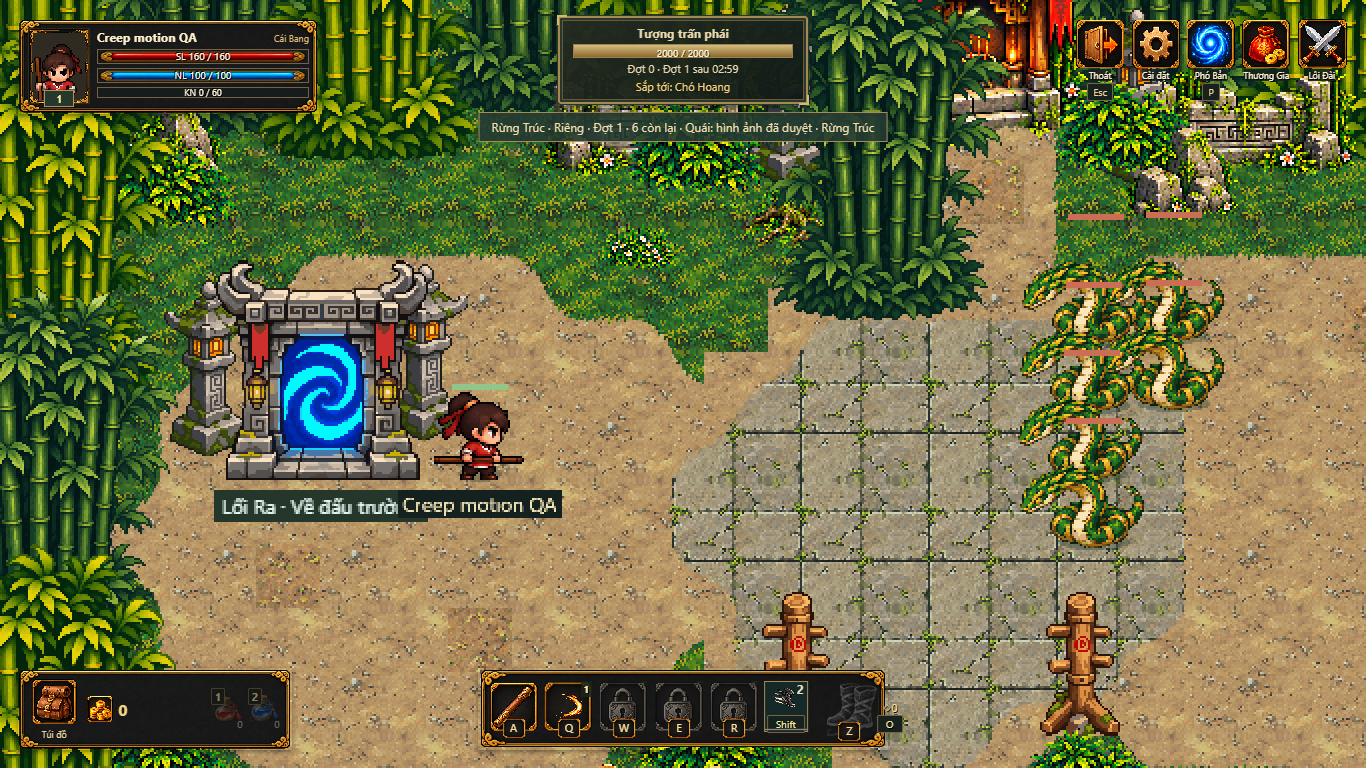 Creep motion QA
Cái Bang
SL 160 / 160
NL 100 / 100
KN 0 / 60
1
Tượng trấn phái
2000 / 2000
Đợt 0 · Đợt 1 sau 02:59
Sắp tới: Chó Hoang
Rừng Trúc · Riêng · Đợt 1 · 6 còn lại · Quái: hình ảnh đã duyệt · Rừng Trúc
Thoát
Cài đặt
Phó Bản
Thương Gia
Lôi Đài
Esc
P
Lối Ra - Về đấu trườ
Creep motion QA
Túi đồ
0
1
0
2
0
A
1
Q
W
E
R
2
Shift
Z
0
O